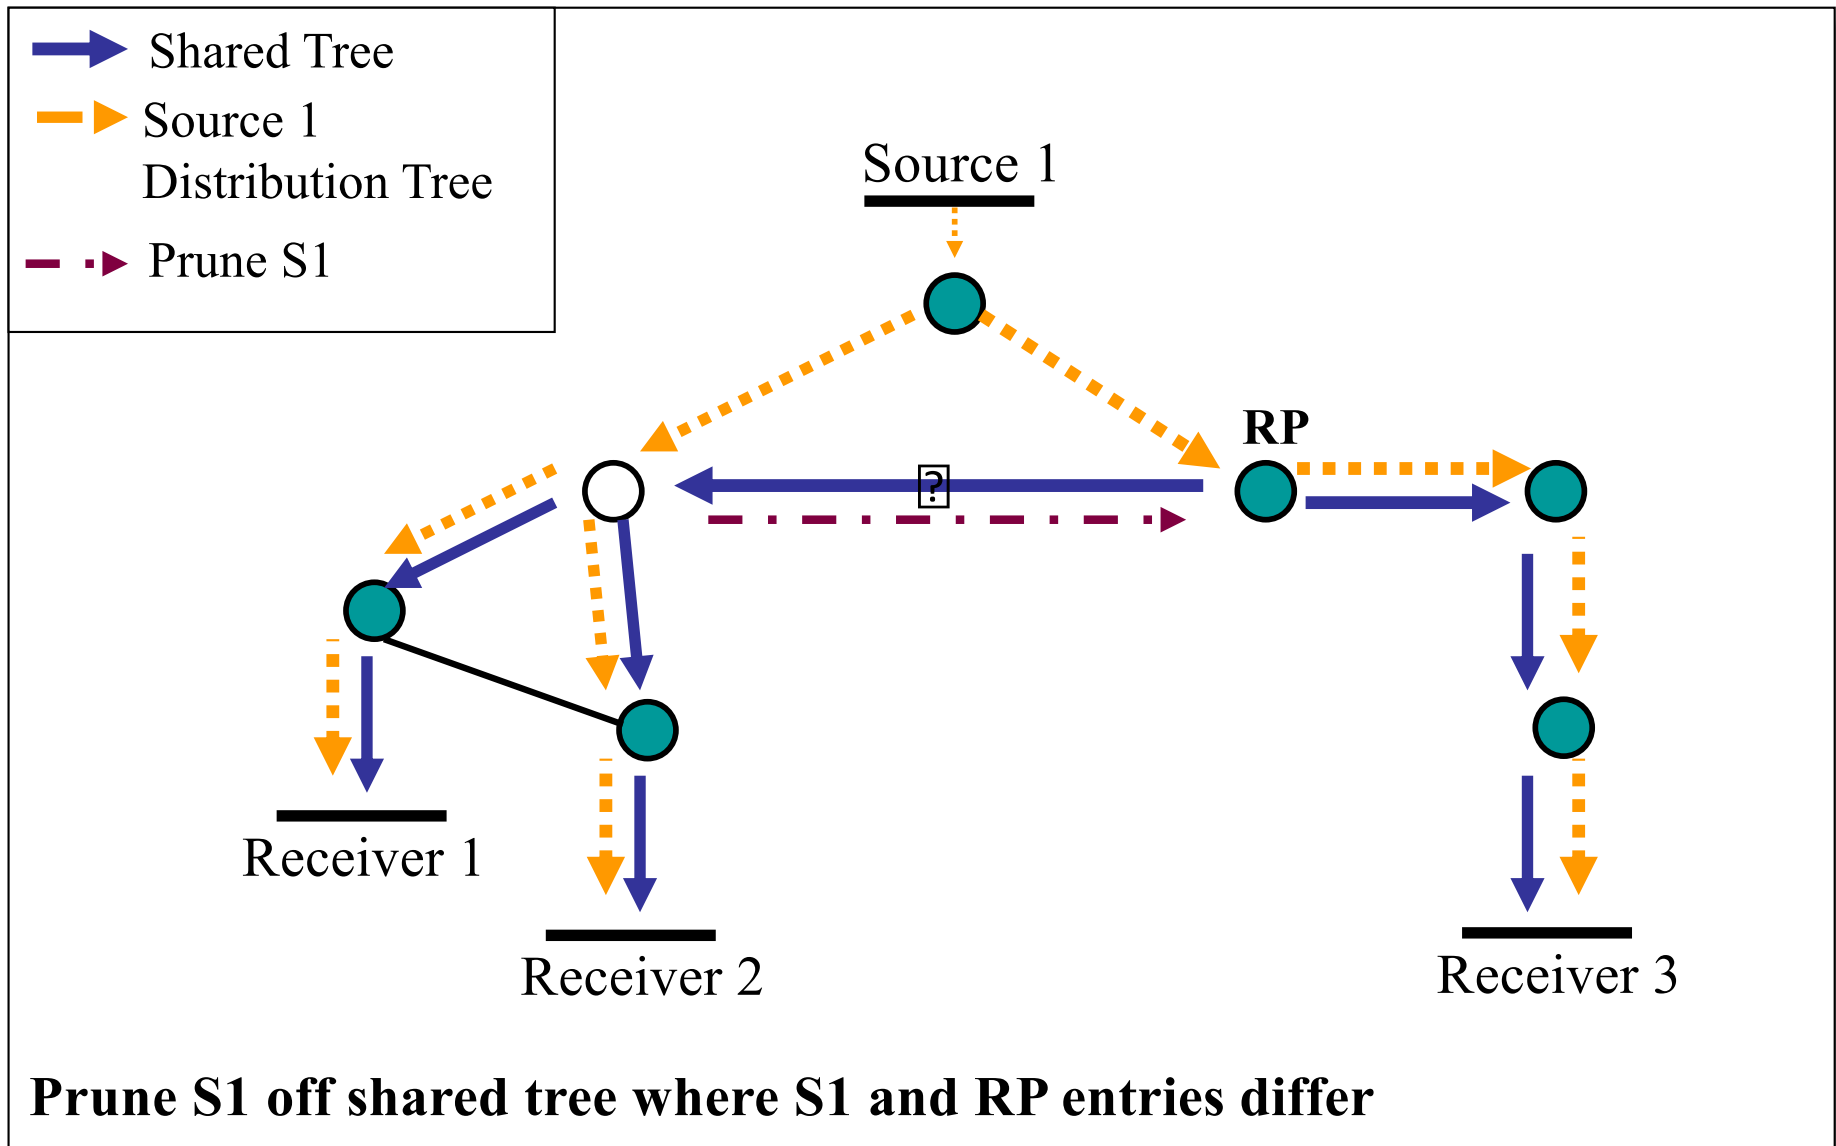 Shared Tree
Source 1
Distribution Tree
Prune S1
Source 1
RP
Receiver 1
Receiver 2
Receiver 3
Prune S1 off shared tree where S1 and RP entries differ